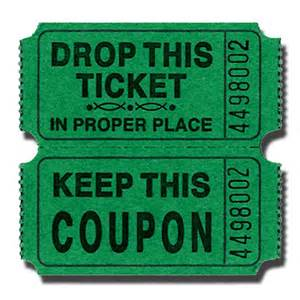 DROP THIS
TICKET
IN PROPER PLACE
4498002
KEEP THIS
COUPON
4498002